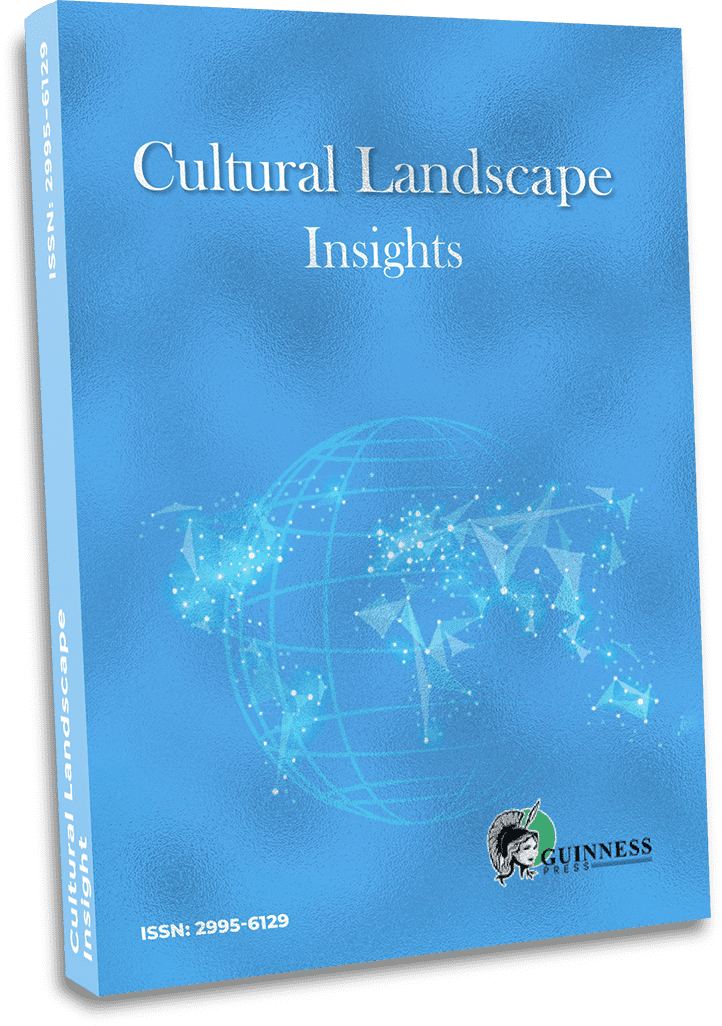 Cultural Landscape
Insights
GUINNESS
PRESS
ISSN: 2995-6129
ISSN: 2995-6129
Cultural Landscape
Insight